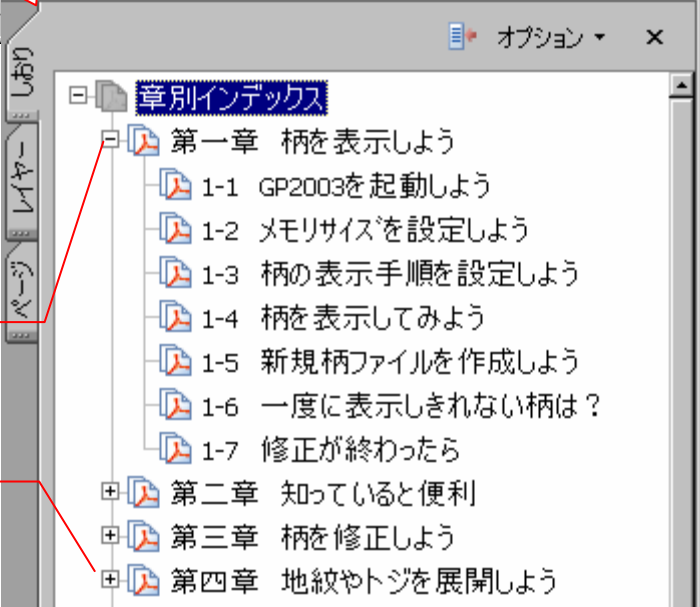 オプション
しおり
レイヤー
ページ
章別インデックス
第一章 柄を表示しよう
1-1 GP2003を起動しよう
1-2 メモリサイズを設定しよう
1-3 柄の表示手順を設定しよう
1-4 柄を表示してみよう
1-5 新規柄ファイルを作成しよう
1-6 一度に表示しきれない柄は？
1-7 修正が終わったら
第二章 知っていると便利
第三章 柄を修正しよう
第四章 地紋やトジを展開しよう